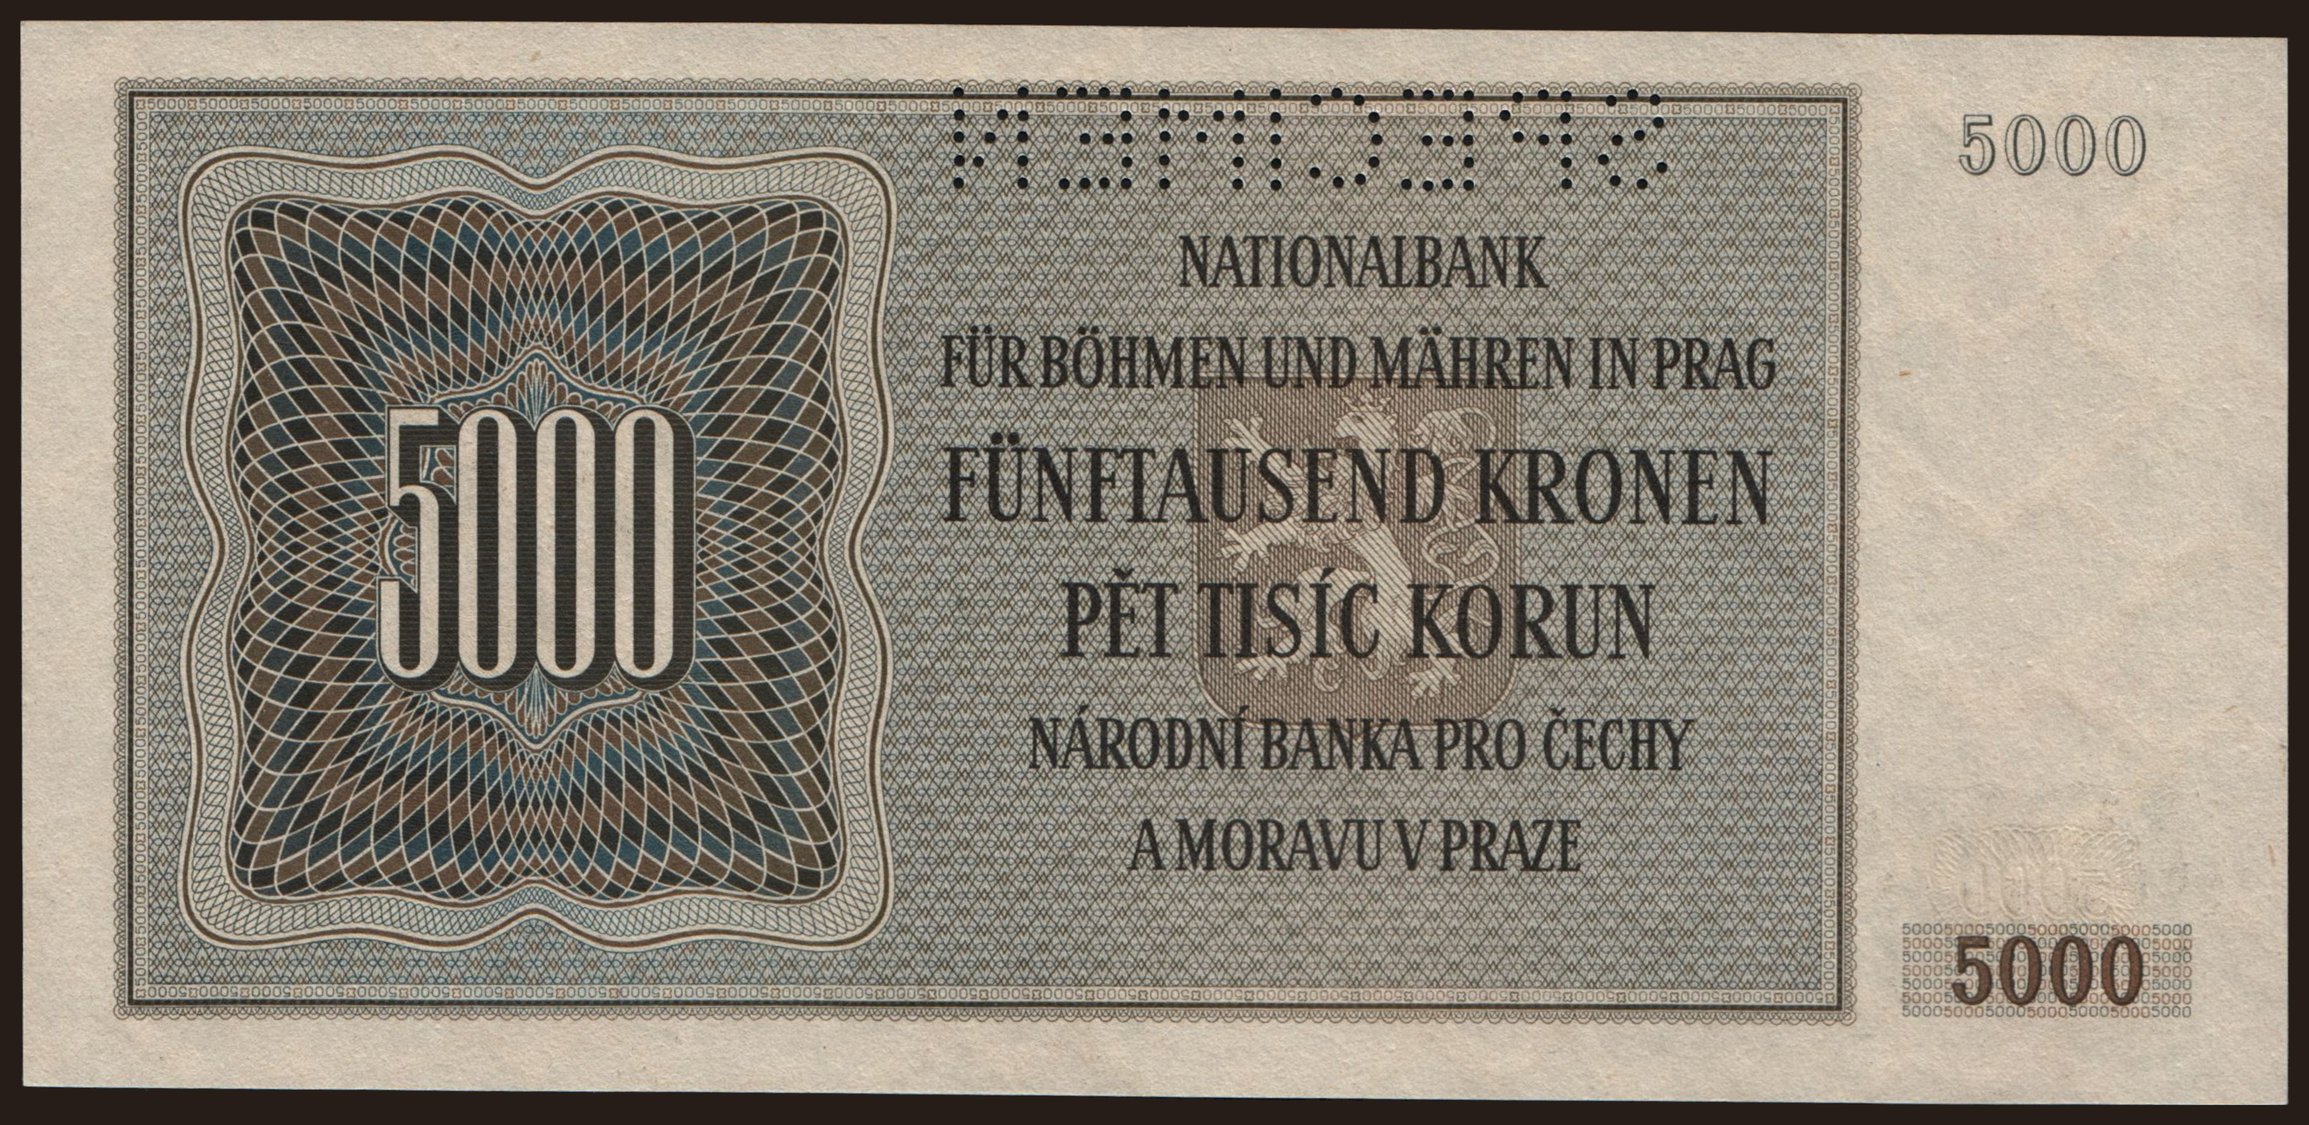 NEMOEPS
5000
NATIONALBANK
FÜR BÖHMEN UND MÄHREN IN PRAG
FÜNFTAUSEND KRONEN
5000
PĚT TISÍC KORUN
NÁRODNÍ BANKA PRO ČECHY
A MORAVU V PRAZE
5000